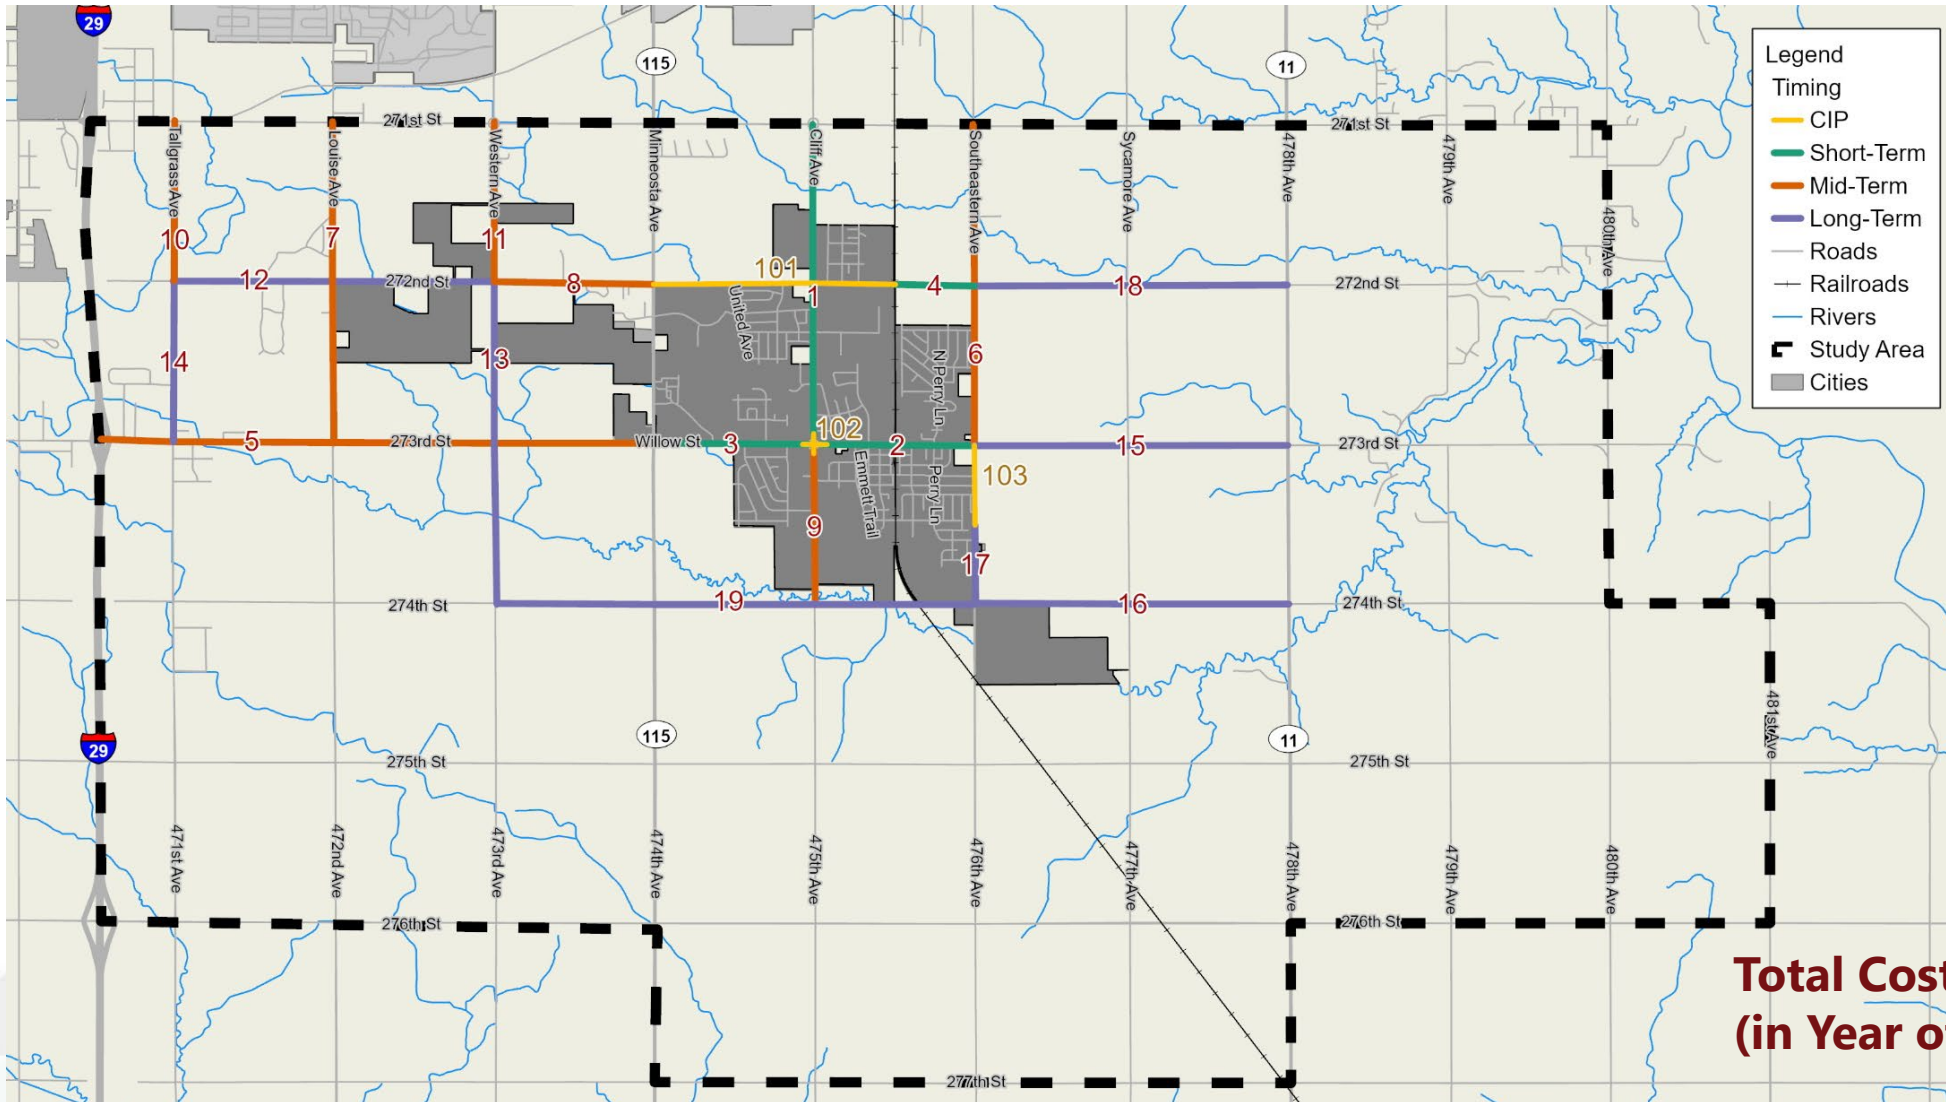 29
115
11
271st St
271st St
Tallgrass Ave
Louise Ave
Western Ave
Minneosta Ave
Cliff Ave
Southeastern Ave
Sycamore Ave
478th Ave
479th Ave
480th Ave
Legend
Timing
CIP
Short-Term
Mid-Term
Long-Term
Roads
Railroads
Rivers
Study Area
Cities
10
7
11
12
272nd St
8
101
1
4
18
272nd St
United Ave
14
13
N Perry Ln
6
5
273rd St
Willow St
3
102
2
15
273rd St
Emmett Trail
Perry Ln
103
9
17
274th St
19
16
274th St
29
115
11
481st Ave
275th St
275th St
471st Ave
472nd Ave
473rd Ave
474th Ave
475th Ave
476th Ave
477th Ave
478th Ave
479th Ave
480th Ave
276th St
276th St
277th St
Total Cost
(in Year o